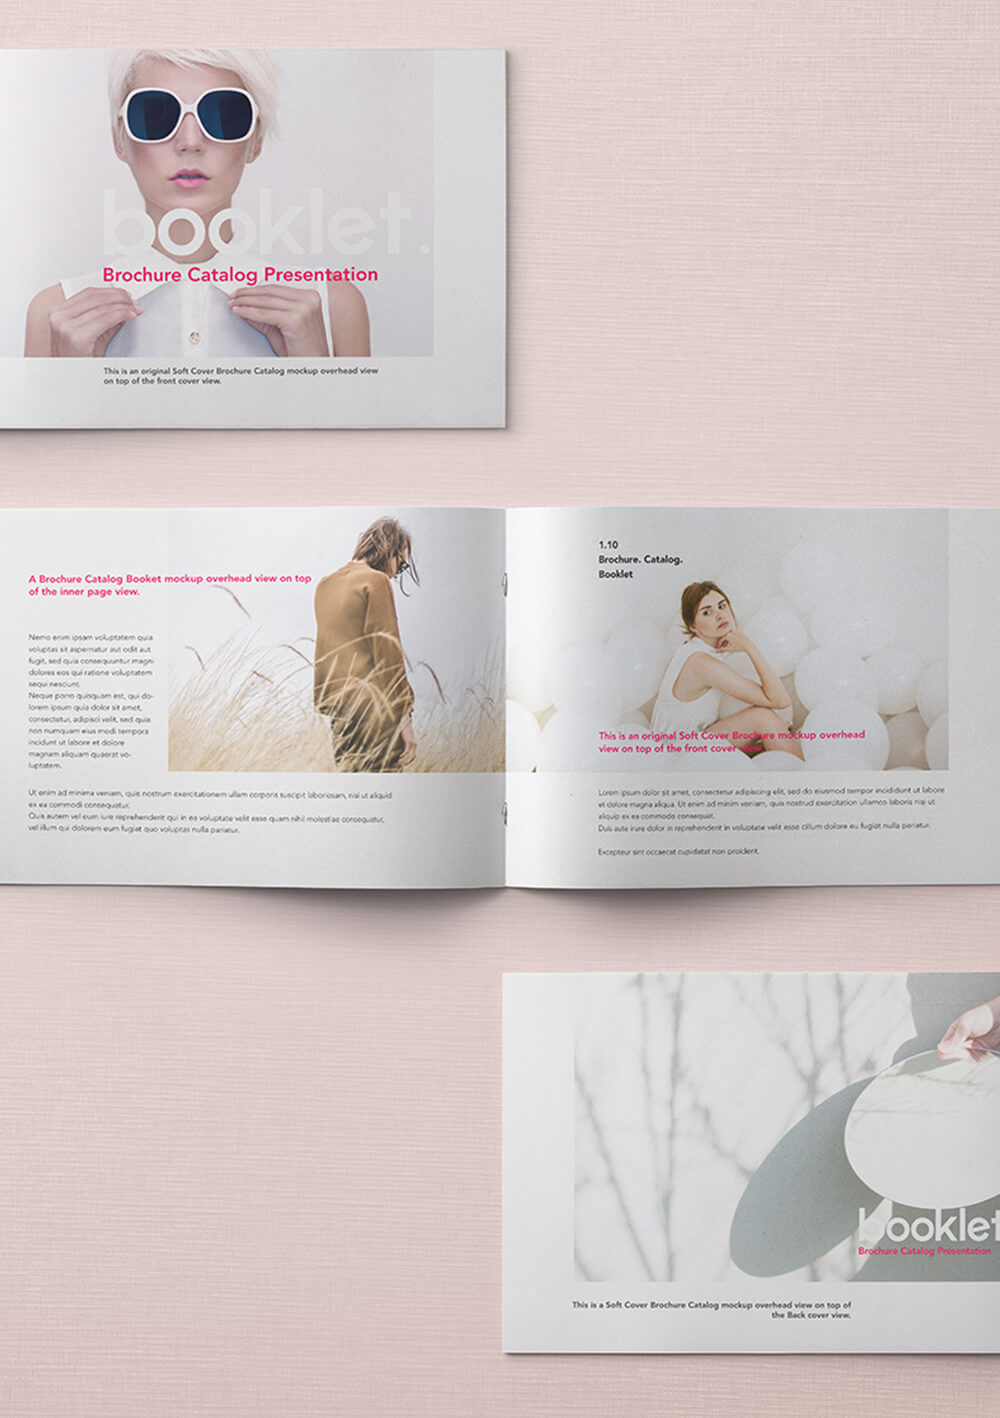 booklet.
Brochure Catalog Presentation
This is an original Soft Cover Brochure Catalog mockup overhead view
on top of the front cover view.
A Brochure Catalog Booket mockup overhead view on top
of the inner page view.
Nemo enim ipsam voluptatem quia
voluptas sit aspernatur aut odit aut
fugit, sed quia consequuntur magni
dolores eos qui ratione voluptatem
sequi nesciunt.
Neque porro quisquam est, qui do-
lorem ipsum quia dolor sit amet,
consectetur, adipisci velit, sed quia
non numquam eius modi tempora
incidunt ut labore et dolore
magnam aliquam quaerat vo-
luptatem.
Ut enim ad minima veniam, quis nostrum exercitationem ullam corporis suscipit laboriosam, nisi ut aliquid
ex ea commodi consequatur.
Quis autem vel eum iure reprehenderit qui in ea voluptate velit esse quam nihil molestiae consequatur,
vel illum qui dolorem eum fugiat quo voluptas nulla pariatur.
1.10
Brochure. Catalog.
Booklet
This is an original Soft Cover Brochure mockup overhead
view on top of the front cover view.
Lorem ipsum dolor sit amet, consectetur adipiscing elit, sed do eiusmod tempor incididunt ut labore
et dolore magna aliqua. Ut enim ad minim veniam, quis nostrud exercitation ullamco laboris nisi ut
aliquip ex ea commodo consequat.
Duis aute irure dolor in reprehenderit in voluptate velit esse cillum dolore eu fugiat nulla pariatur.
Excepteur sint occaecat cupidatat non proident.
booklet
Brochure Catalog Presentation
This is a Soft Cover Brochure Catalog mockup overhead view on top of
the Back cover view.